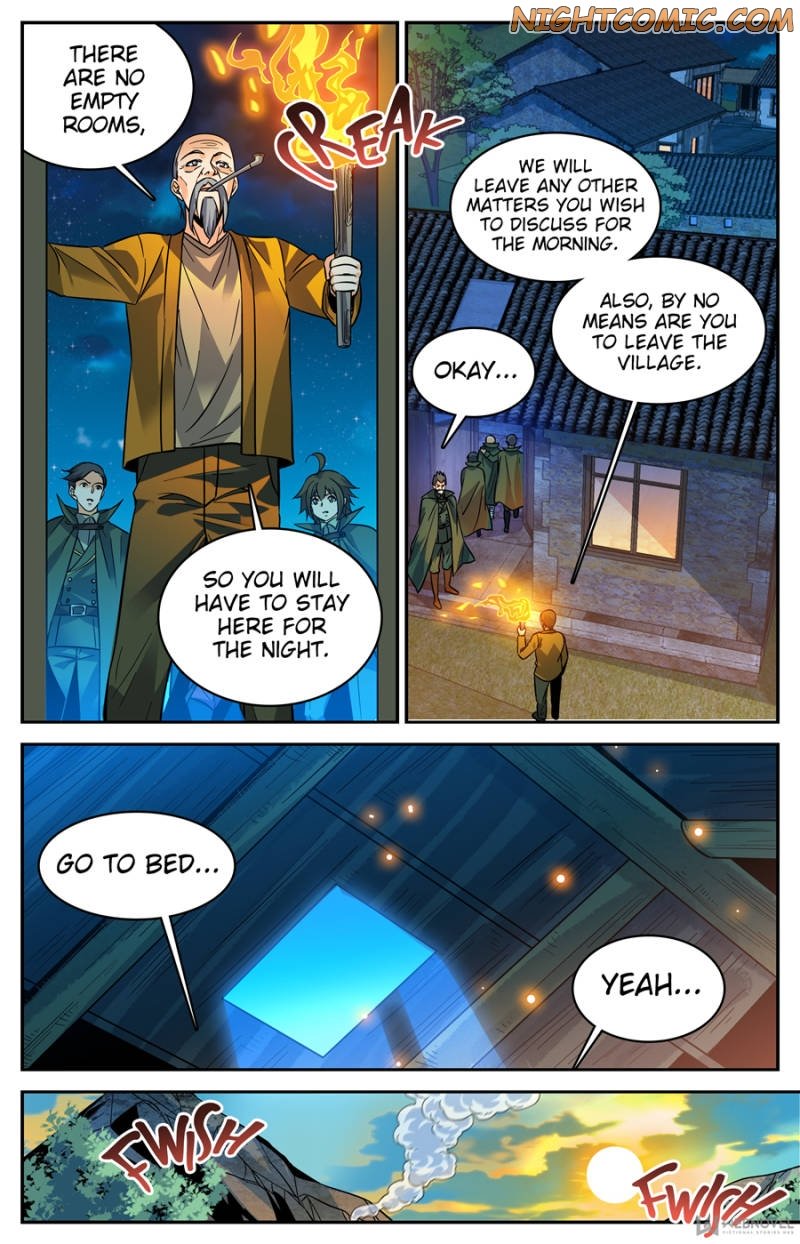 NIGHTCOMIC.COM
THERE
ARE NO
EMPTY
ROOMS,
CREAK
SO YOU WILL
HAVE TO STAY
HERE FOR
THE NIGHT.
WE WILL
LEAVE ANY OTHER
MATTERS YOU WISH
TO DISCUSS FOR
THE MORNING.
ALSO, BY NO
MEANS ARE YOU
TO LEAVE THE
VILLAGE.
OKAY...
GO TO BED...
YEAH...
FWISH
FWISH
WEBNOVEL